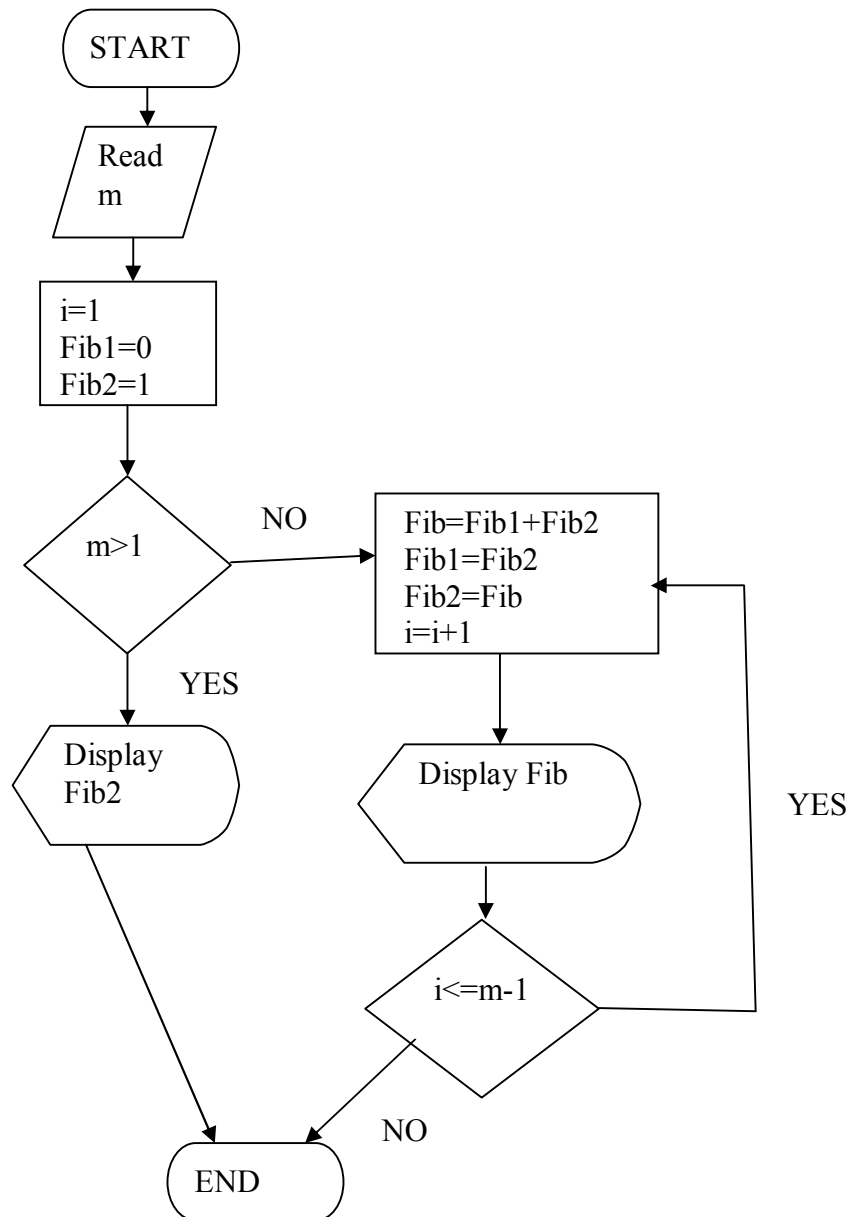 START
Read
m
i=1
Fib1=0
Fib2=1
m>1
NO
Fib=Fib1+Fib2
Fib1=Fib2
Fib2=Fib
i=i+1
YES
Display
Fib2
Display Fib
YES
i<=m-1
NO
END